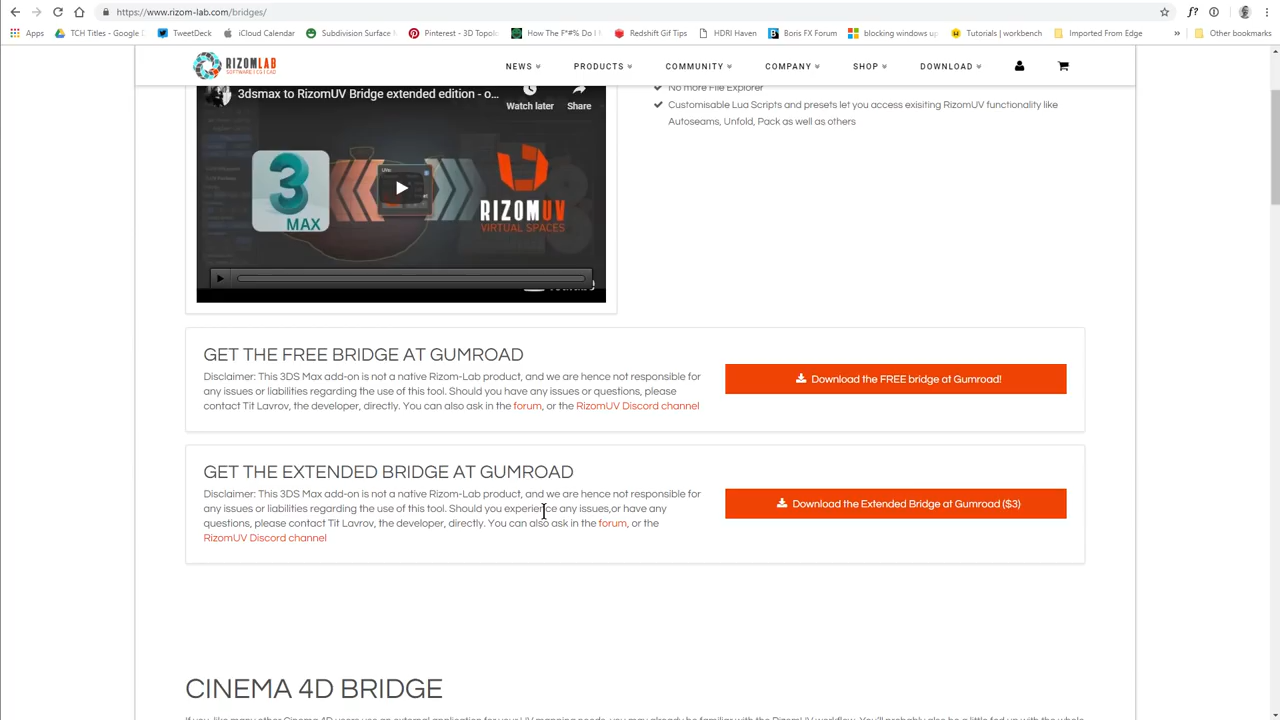 https://www.rizom-lab.com/bridges/
Apps TCH Titles - Google D TweetDeck iCloud Calendar Subdivision Surface M Pinterest - 3D Topolo How The F*#% Do I M Redshift Gif Tips HDRI Haven Boris FX Forum blocking windows up Tutorials | workbench Imported From Edge » Other bookmarks
RIZOMLAB
NEWS PRODUCTS COMMUNITY COMPANY SHOP DOWNLOAD
3dsmax to RizomUV Bridge extended edition - o...
Watch later Share
3
MAX
RIZOMUV
VIRTUAL SPACES
No more File Explorer
Customisable Lua Scripts and presets let you access exisiting RizomUV functionality like
Autoseams, Unfold, Pack as well as others
GET THE FREE BRIDGE AT GUMROAD
Disclaimer: This 3DS Max add-on is not a native Rizom-Lab product, and we are hence not responsible for
any issues or liabilities regarding the use of this tool. Should you have any issues or questions, please
contact Tit Lavrov, the developer, directly. You can also ask in the forum, or the RizomUV Discord channel
Download the FREE bridge at Gumroad!
GET THE EXTENDED BRIDGE AT GUMROAD
Disclaimer: This 3DS Max add-on is not a native Rizom-Lab product, and we are hence not responsible for
any issues or liabilities regarding the use of this tool. Should you experience any issues,or have any
questions, please contact Tit Lavrov, the developer, directly. You can also ask in the forum, or the
RizomUV Discord channel
Download the Extended Bridge at Gumroad ($3)
CINEMA 4D BRIDGE